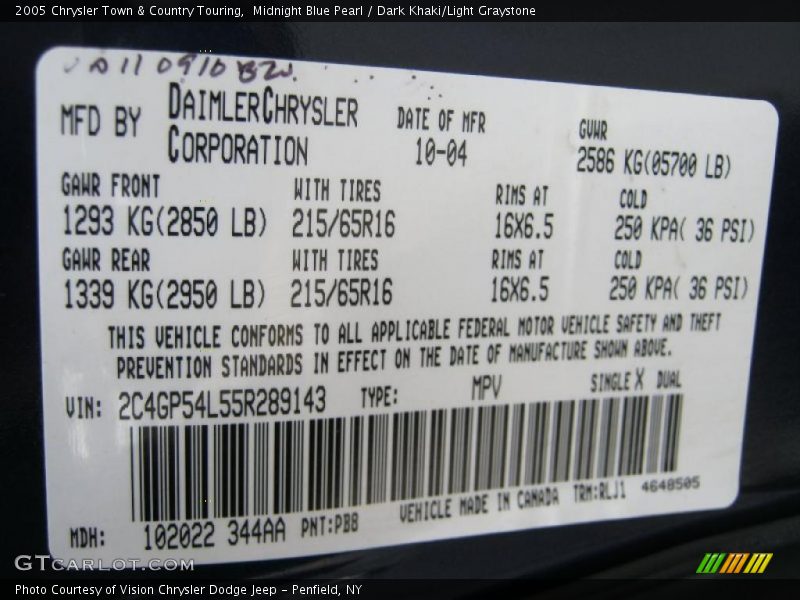 2005 Chrysler Town & Country Touring,  Midnight Blue Pearl / Dark Khaki/Light Graystone
MFD BY DAIMLERCHRYSLER CORPORATION
DATE OF MFR 10-04
GVWR 2586 KG(05700 LB)
GAWR FRONT WITH TIRES RIMS AT COLD
1293 KG(2850 LB) 215/65R16 16X6.5 250 KPA( 36 PSI)
GAWR REAR WITH TIRES RIMS AT COLD
1339 KG(2950 LB) 215/65R16 16X6.5 250 KPA( 36 PSI)
THIS VEHICLE CONFORMS TO ALL APPLICABLE FEDERAL MOTOR VEHICLE SAFETY AND THEFT
PREVENTION STANDARDS IN EFFECT ON THE DATE OF MANUFACTURE SHOWN ABOVE.
VIN: 2C4GP54L55R289143 TYPE: MPV SINGLE X DUAL
MDH: 102022 344AA PNT:PB8 VEHICLE MADE IN CANADA TRM:RLJ1 4648505
GTcarlot.com
Photo Courtesy of Vision Chrysler Dodge Jeep - Penfield, NY